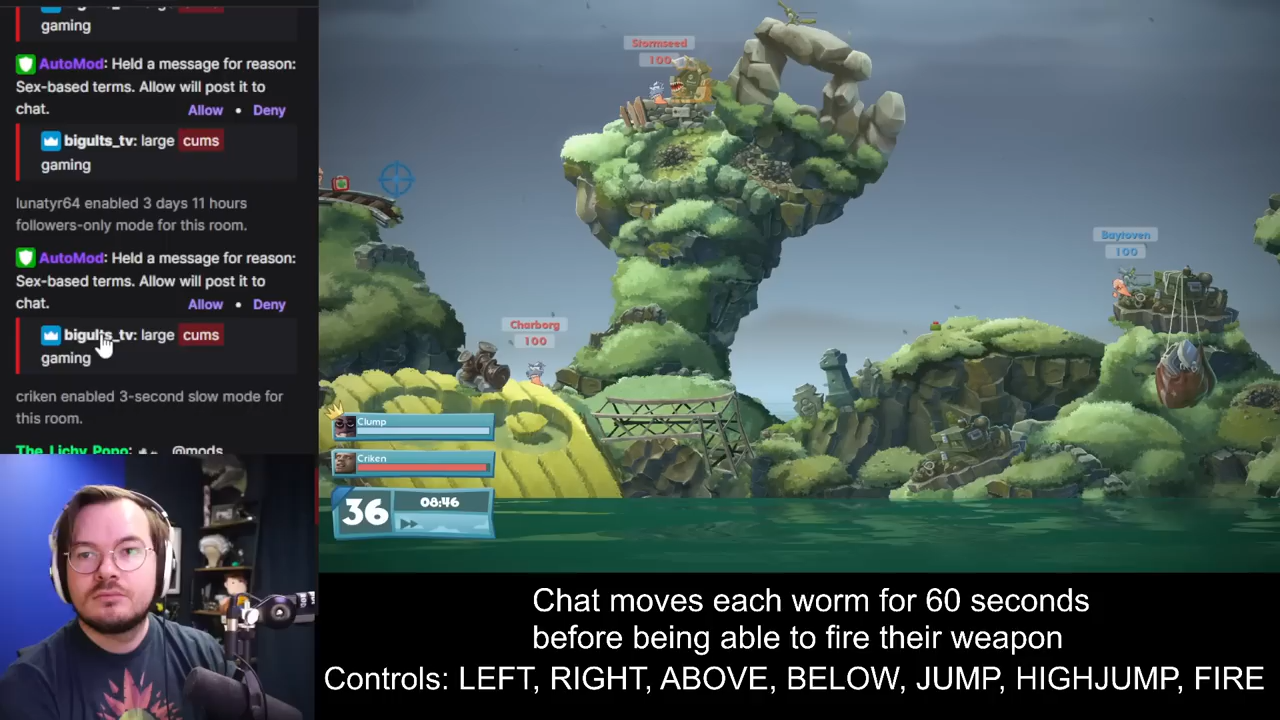 gaming
AutoMod: Held a message for reason:
Sex-based terms. Allow will post it to
chat. Allow • Deny
bigults_tv: large cums
gaming
lunatyr64 enabled 3 days 11 hours
followers-only mode for this room.
AutoMod: Held a message for reason:
Sex-based terms. Allow will post it to
chat. Allow • Deny
bigults_tv: large cums
gaming
criken enabled 3-second slow mode for
this room.
The_Lichy_Pono: @mods
Stormseed
100
Baytoven
100
Charborg
100
Clump
Criken
36
08:46
Chat moves each worm for 60 seconds
before being able to fire their weapon
Controls: LEFT, RIGHT, ABOVE, BELOW, JUMP, HIGHJUMP, FIRE